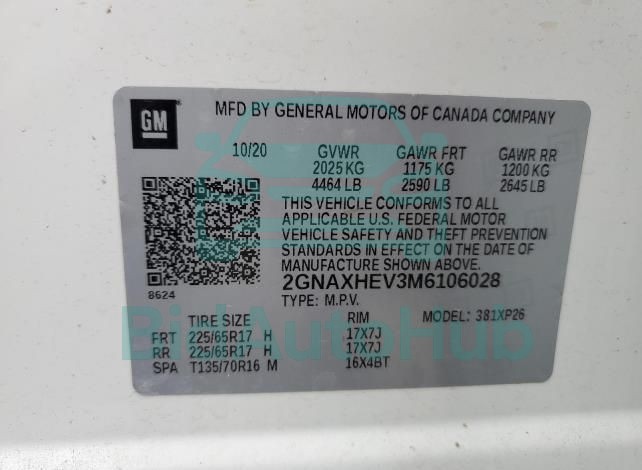 GM
MFD BY GENERAL MOTORS OF CANADA COMPANY
10/20 GVWR GAWR FRT GAWR RR
2025 KG 1175 KG 1200 KG
4464 LB 2590 LB 2645 LB
THIS VEHICLE CONFORMS TO ALL
APPLICABLE U.S. FEDERAL MOTOR
VEHICLE SAFETY AND THEFT PREVENTION
STANDARDS IN EFFECT ON THE DATE OF
MANUFACTURE SHOWN ABOVE.
8624
2GNAXHEV3M6106028
TYPE: M.P.V. MODEL: 381XP26
TIRE SIZE RIM
FRT 225/65R17 H 17X7J
RR 225/65R17 H 17X7J
SPA T135/70R16 M 16X4BT
BidAutoHub